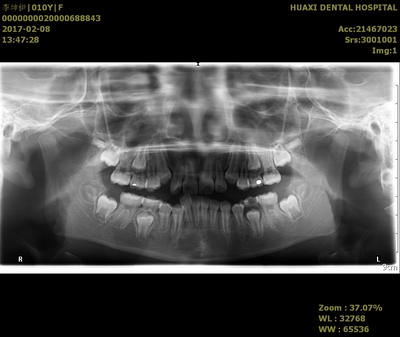 |010Y|F
0000000020000688843
2017-02-08
13:47:28
HUAXI DENTAL HOSPITAL
Acc:21467023
Srs:3001001
Img:1
R
L
Zoom : 37.07%
WL : 32768
WW : 65536